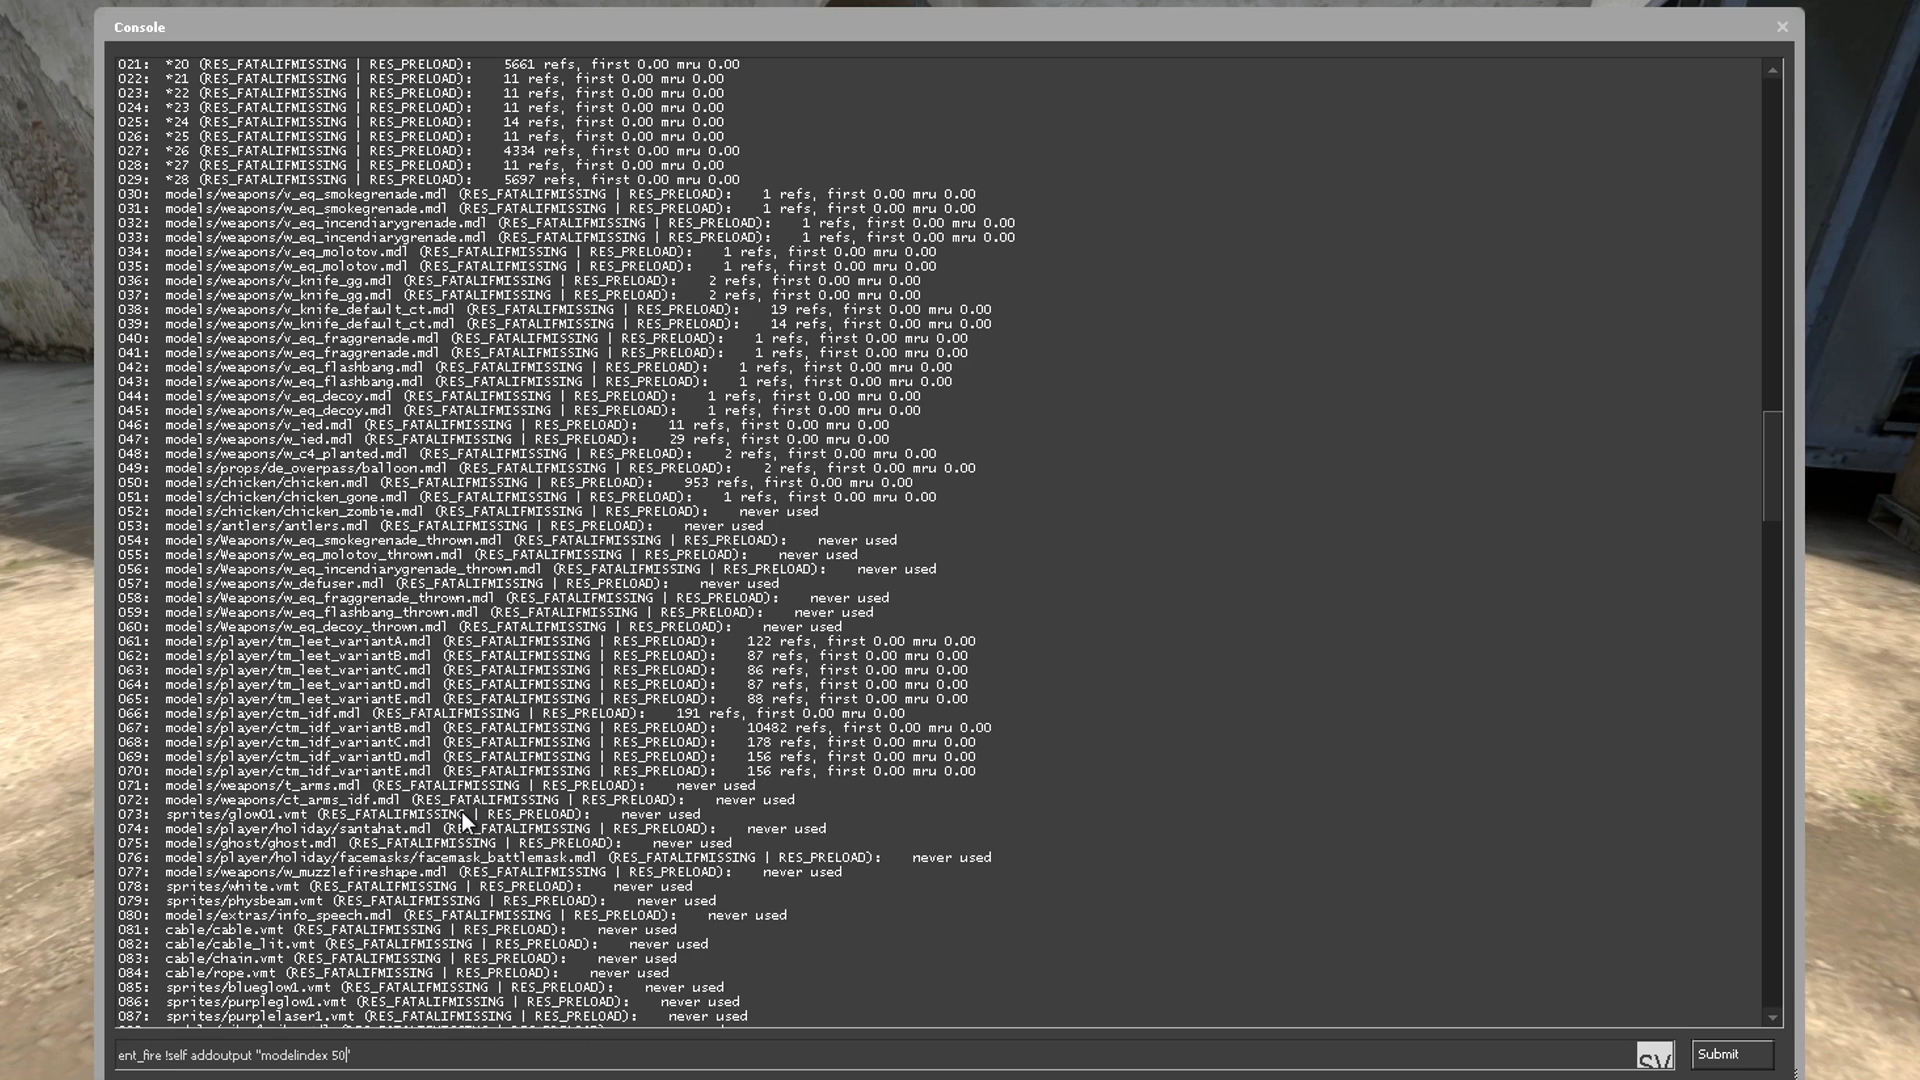 Console
021: *20 (RES_FATALIFMISSING | RES_PRELOAD): 5661 refs, first 0.00 mru 0.00
022: *21 (RES_FATALIFMISSING | RES_PRELOAD): 11 refs, first 0.00 mru 0.00
023: *22 (RES_FATALIFMISSING | RES_PRELOAD): 11 refs, first 0.00 mru 0.00
024: *23 (RES_FATALIFMISSING | RES_PRELOAD): 11 refs, first 0.00 mru 0.00
025: *24 (RES_FATALIFMISSING | RES_PRELOAD): 14 refs, first 0.00 mru 0.00
026: *25 (RES_FATALIFMISSING | RES_PRELOAD): 11 refs, first 0.00 mru 0.00
027: *26 (RES_FATALIFMISSING | RES_PRELOAD): 4334 refs, first 0.00 mru 0.00
028: *27 (RES_FATALIFMISSING | RES_PRELOAD): 11 refs, first 0.00 mru 0.00
029: *28 (RES_FATALIFMISSING | RES_PRELOAD): 5697 refs, first 0.00 mru 0.00
030: models/weapons/v_eq_smokegrenade.mdl (RES_FATALIFMISSING | RES_PRELOAD): 1 refs, first 0.00 mru 0.00
031: models/weapons/w_eq_smokegrenade.mdl (RES_FATALIFMISSING | RES_PRELOAD): 1 refs, first 0.00 mru 0.00
032: models/weapons/v_eq_incendiarygrenade.mdl (RES_FATALIFMISSING | RES_PRELOAD): 1 refs, first 0.00 mru 0.00
033: models/weapons/w_eq_incendiarygrenade.mdl (RES_FATALIFMISSING | RES_PRELOAD): 1 refs, first 0.00 mru 0.00
034: models/weapons/v_eq_molotov.mdl (RES_FATALIFMISSING | RES_PRELOAD): 1 refs, first 0.00 mru 0.00
035: models/weapons/w_eq_molotov.mdl (RES_FATALIFMISSING | RES_PRELOAD): 1 refs, first 0.00 mru 0.00
036: models/weapons/v_knife_gg.mdl (RES_FATALIFMISSING | RES_PRELOAD): 2 refs, first 0.00 mru 0.00
037: models/weapons/w_knife_gg.mdl (RES_FATALIFMISSING | RES_PRELOAD): 2 refs, first 0.00 mru 0.00
038: models/weapons/v_knife_default_ct.mdl (RES_FATALIFMISSING | RES_PRELOAD): 19 refs, first 0.00 mru 0.00
039: models/weapons/w_knife_default_ct.mdl (RES_FATALIFMISSING | RES_PRELOAD): 14 refs, first 0.00 mru 0.00
040: models/weapons/v_eq_fraggrenade.mdl (RES_FATALIFMISSING | RES_PRELOAD): 1 refs, first 0.00 mru 0.00
041: models/weapons/w_eq_fraggrenade.mdl (RES_FATALIFMISSING | RES_PRELOAD): 1 refs, first 0.00 mru 0.00
042: models/weapons/v_eq_flashbang.mdl (RES_FATALIFMISSING | RES_PRELOAD): 1 refs, first 0.00 mru 0.00
043: models/weapons/w_eq_flashbang.mdl (RES_FATALIFMISSING | RES_PRELOAD): 1 refs, first 0.00 mru 0.00
044: models/weapons/v_eq_decoy.mdl (RES_FATALIFMISSING | RES_PRELOAD): 1 refs, first 0.00 mru 0.00
045: models/weapons/w_eq_decoy.mdl (RES_FATALIFMISSING | RES_PRELOAD): 1 refs, first 0.00 mru 0.00
046: models/weapons/v_ied.mdl (RES_FATALIFMISSING | RES_PRELOAD): 11 refs, first 0.00 mru 0.00
047: models/weapons/w_ied.mdl (RES_FATALIFMISSING | RES_PRELOAD): 29 refs, first 0.00 mru 0.00
048: models/weapons/w_c4_planted.mdl (RES_FATALIFMISSING | RES_PRELOAD): 2 refs, first 0.00 mru 0.00
049: models/props/de_overpass/balloon.mdl (RES_FATALIFMISSING | RES_PRELOAD): 2 refs, first 0.00 mru 0.00
050: models/chicken/chicken.mdl (RES_FATALIFMISSING | RES_PRELOAD): 953 refs, first 0.00 mru 0.00
051: models/chicken/chicken_gone.mdl (RES_FATALIFMISSING | RES_PRELOAD): 1 refs, first 0.00 mru 0.00
052: models/chicken/chicken_zombie.mdl (RES_FATALIFMISSING | RES_PRELOAD): never used
053: models/antlers/antlers.mdl (RES_FATALIFMISSING | RES_PRELOAD): never used
054: models/Weapons/w_eq_smokegrenade_thrown.mdl (RES_FATALIFMISSING | RES_PRELOAD): never used
055: models/Weapons/w_eq_molotov_thrown.mdl (RES_FATALIFMISSING | RES_PRELOAD): never used
056: models/Weapons/w_eq_incendiarygrenade_thrown.mdl (RES_FATALIFMISSING | RES_PRELOAD): never used
057: models/Weapons/w_defuser.mdl (RES_FATALIFMISSING | RES_PRELOAD): never used
058: models/Weapons/w_eq_fraggrenade_thrown.mdl (RES_FATALIFMISSING | RES_PRELOAD): never used
059: models/Weapons/w_eq_flashbang_thrown.mdl (RES_FATALIFMISSING | RES_PRELOAD): never used
060: models/Weapons/w_eq_decoy_thrown.mdl (RES_FATALIFMISSING | RES_PRELOAD): never used
061: models/player/tm_leet_variantA.mdl (RES_FATALIFMISSING | RES_PRELOAD): 122 refs, first 0.00 mru 0.00
062: models/player/tm_leet_variantB.mdl (RES_FATALIFMISSING | RES_PRELOAD): 87 refs, first 0.00 mru 0.00
063: models/player/tm_leet_variantC.mdl (RES_FATALIFMISSING | RES_PRELOAD): 86 refs, first 0.00 mru 0.00
064: models/player/tm_leet_variantD.mdl (RES_FATALIFMISSING | RES_PRELOAD): 87 refs, first 0.00 mru 0.00
065: models/player/tm_leet_variantE.mdl (RES_FATALIFMISSING | RES_PRELOAD): 88 refs, first 0.00 mru 0.00
066: models/player/ctm_idf.mdl (RES_FATALIFMISSING | RES_PRELOAD): 191 refs, first 0.00 mru 0.00
067: models/player/ctm_idf_variantB.mdl (RES_FATALIFMISSING | RES_PRELOAD): 10482 refs, first 0.00 mru 0.00
068: models/player/ctm_idf_variantC.mdl (RES_FATALIFMISSING | RES_PRELOAD): 178 refs, first 0.00 mru 0.00
069: models/player/ctm_idf_variantD.mdl (RES_FATALIFMISSING | RES_PRELOAD): 156 refs, first 0.00 mru 0.00
070: models/player/ctm_idf_variantE.mdl (RES_FATALIFMISSING | RES_PRELOAD): 156 refs, first 0.00 mru 0.00
071: models/weapons/t_arms.mdl (RES_FATALIFMISSING | RES_PRELOAD): never used
072: models/weapons/ct_arms_idf.mdl (RES_FATALIFMISSING | RES_PRELOAD): never used
073: sprites/glow01.vmt (RES_FATALIFMISSING | RES_PRELOAD): never used
074: models/player/holiday/santahat.mdl (RES_FATALIFMISSING | RES_PRELOAD): never used
075: models/ghost/ghost.mdl (RES_FATALIFMISSING | RES_PRELOAD): never used
076: models/player/holiday/facemasks/facemask_battlemask.mdl (RES_FATALIFMISSING | RES_PRELOAD): never used
077: models/weapons/w_muzzlefireshape.mdl (RES_FATALIFMISSING | RES_PRELOAD): never used
078: sprites/white.vmt (RES_FATALIFMISSING | RES_PRELOAD): never used
079: sprites/physbeam.vmt (RES_FATALIFMISSING | RES_PRELOAD): never used
080: models/extras/info_speech.mdl (RES_FATALIFMISSING | RES_PRELOAD): never used
081: cable/cable.vmt (RES_FATALIFMISSING | RES_PRELOAD): never used
082: cable/cable_lit.vmt (RES_FATALIFMISSING | RES_PRELOAD): never used
083: cable/chain.vmt (RES_FATALIFMISSING | RES_PRELOAD): never used
084: cable/rope.vmt (RES_FATALIFMISSING | RES_PRELOAD): never used
085: sprites/blueglow1.vmt (RES_FATALIFMISSING | RES_PRELOAD): never used
086: sprites/purpleglow1.vmt (RES_FATALIFMISSING | RES_PRELOAD): never used
087: sprites/purplelaser1.vmt (RES_FATALIFMISSING | RES_PRELOAD): never used
ent_fire !self addoutput "modelindex 50"
SV
Submit